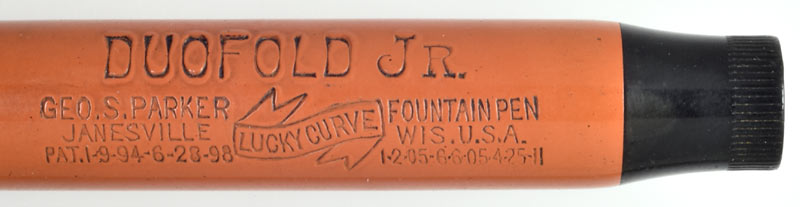 DUOFOLD JR.
GEO. S. PARKER LUCKY CURVE FOUNTAIN PEN
JANESVILLE WIS. U.S.A.
PAT. 1-9-94-6-28-98 1-2-05-6-6-05-4-25-11